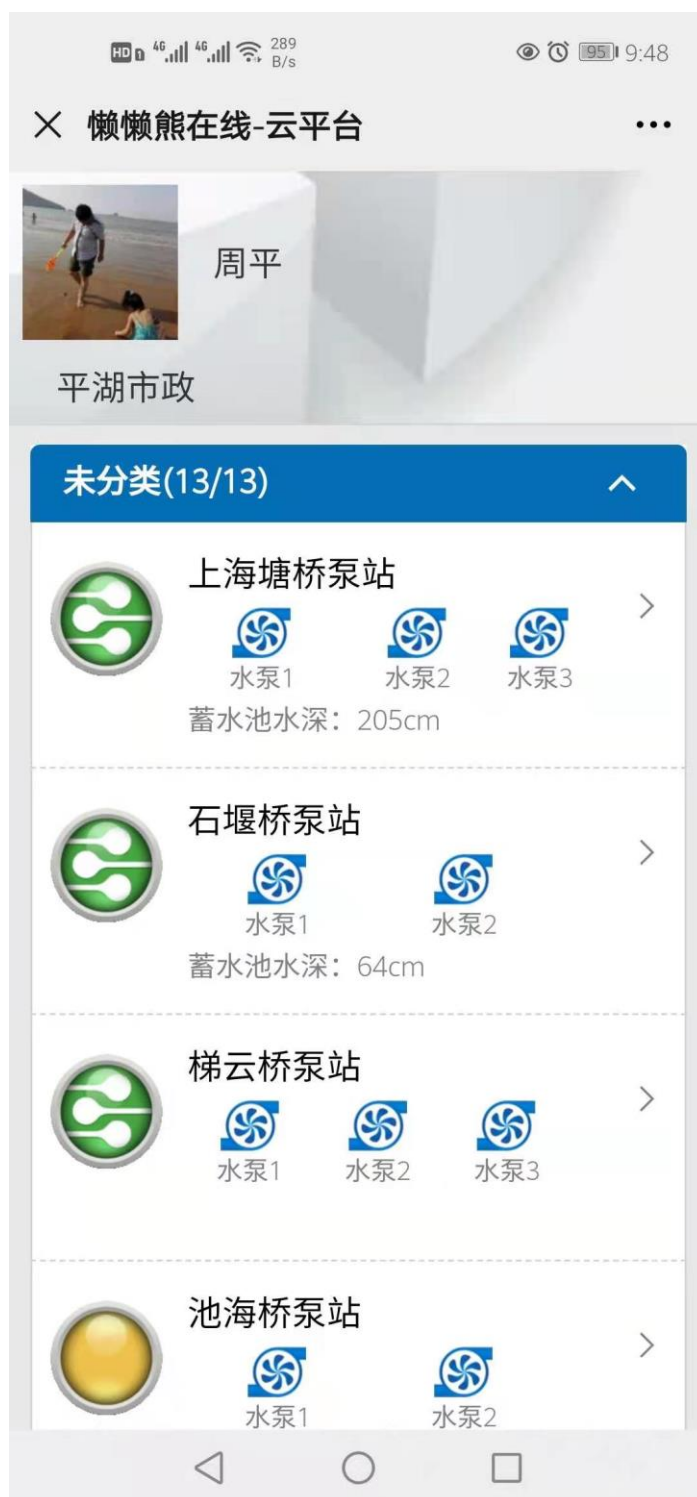 HD 1 4G 4G 289 B/s 95 9:48
懒懒熊在线-云平台
周平
平湖市政
未分类(13/13)
上海塘桥泵站
水泵1 水泵2 水泵3
蓄水池水深：205cm
石堰桥泵站
水泵1 水泵2
蓄水池水深：64cm
梯云桥泵站
水泵1 水泵2 水泵3
池海桥泵站
水泵1 水泵2